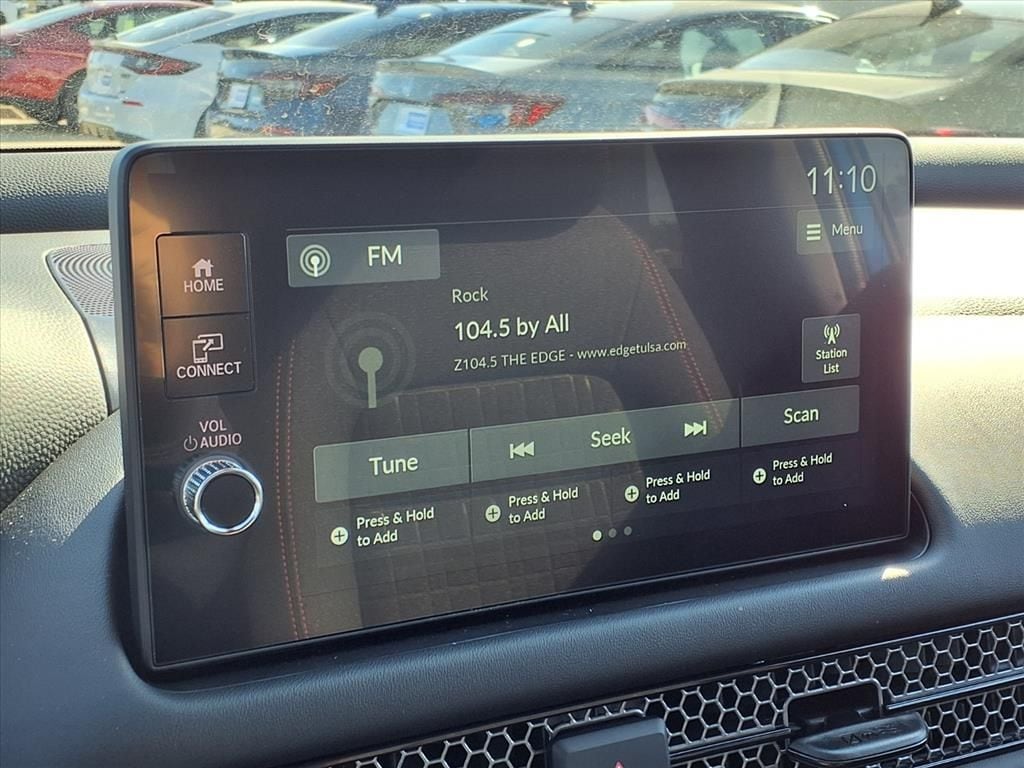 11:10
HOME
CONNECT
VOL
AUDIO
FM
Menu
Rock
104.5 by All
Z104.5 THE EDGE - www.edgetulsa.com
Station
List
Tune
Seek
Scan
Press & Hold
to Add
Press & Hold
to Add
Press & Hold
to Add
Press & Hold
to Add